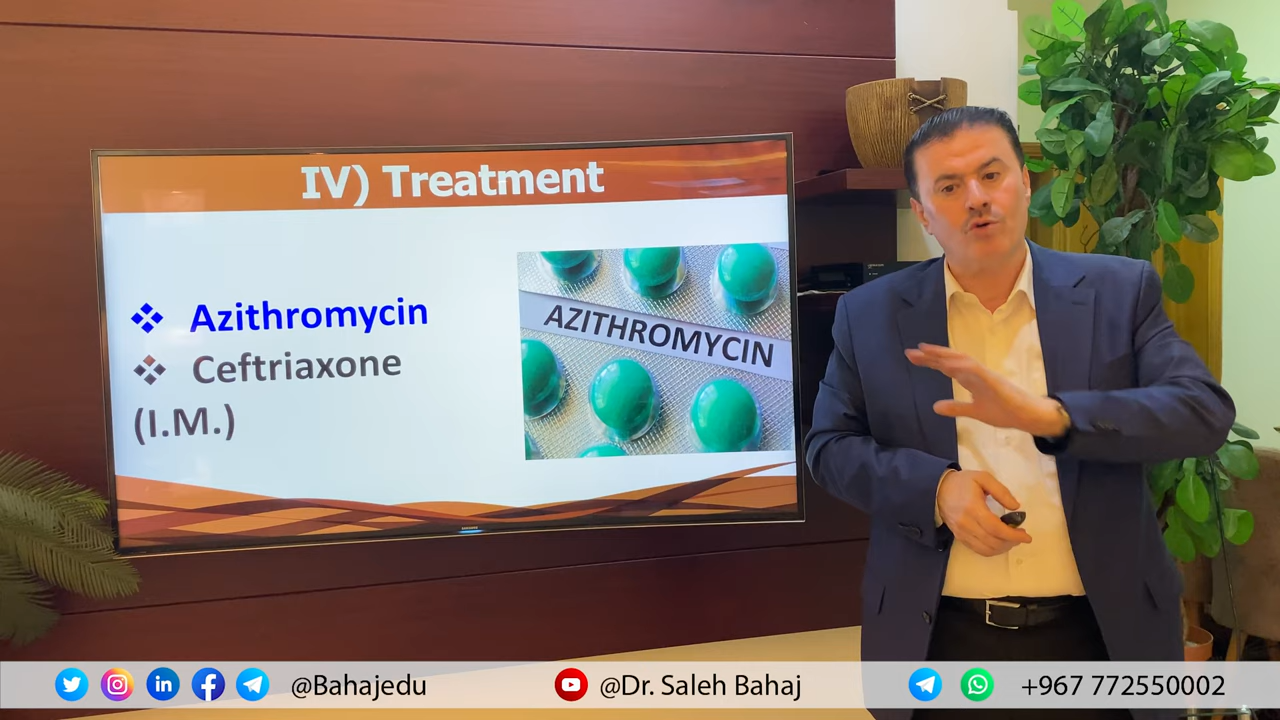 IV) Treatment
❖ Azithromycin
❖ Ceftriaxone
(I.M.)
AZITHROMYCIN
@Bahajedu
@Dr. Saleh Bahaj
+967 772550002